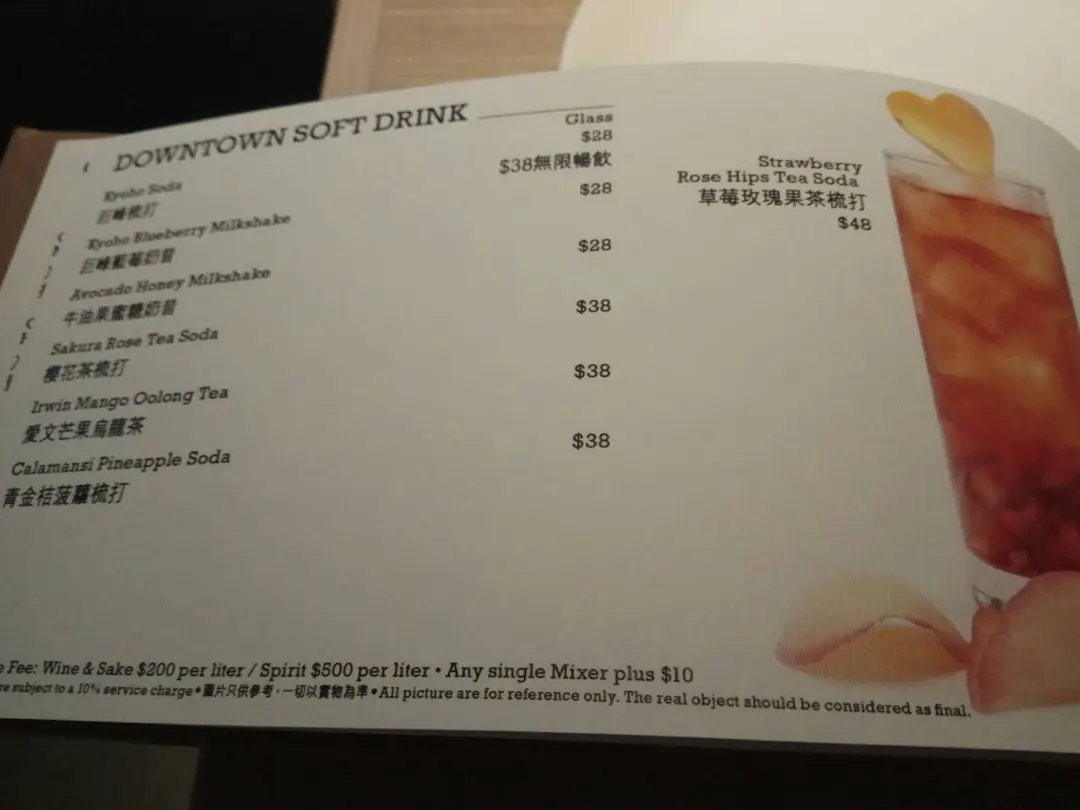 DOWNTOWN SOFT DRINK
Glass
Kyoho Soda $28
巨峰梳打 $38無限暢飲
Kyoho Blueberry Milkshake $28
巨峰藍莓奶昔
Avocado Honey Milkshake $28
牛油果蜜糖奶昔
Sakura Rose Tea Soda $38
櫻花茶梳打
Irwin Mango Oolong Tea $38
愛文芒果烏龍茶
Calamansi Pineapple Soda $38
青金桔菠蘿梳打
Strawberry
Rose Hips Tea Soda
草莓玫瑰果茶梳打
$48
Fee: Wine & Sake $200 per liter / Spirit $500 per liter • Any single Mixer plus $10
subject to a 10% service charge • 圖片只供參考，一切以實物為準 • All picture are for reference only. The real object should be considered as final.